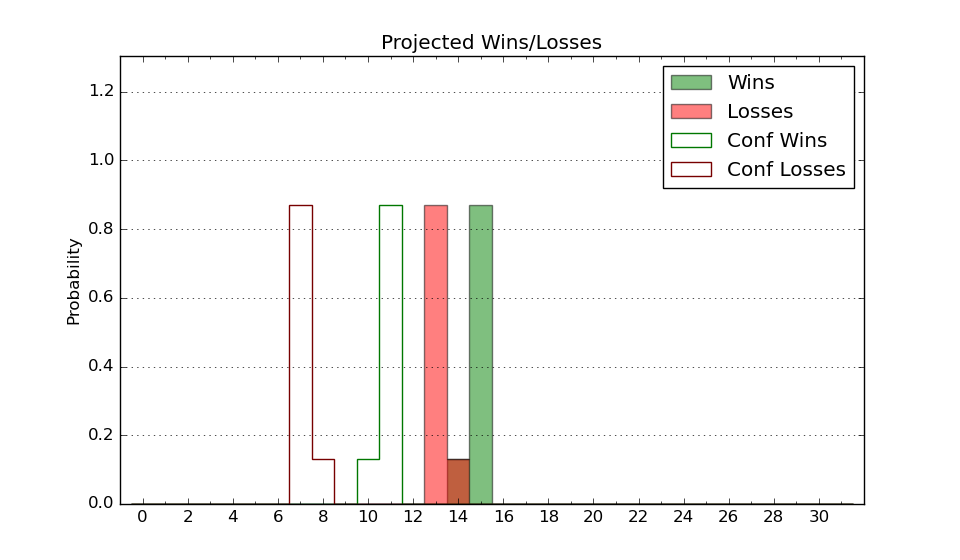 Projected Wins/Losses
Wins
Losses
Conf Wins
Conf Losses
Probability
1.2
1.0
0.8
0.6
0.4
0.2
0.0
0 2 4 6 8 10 12 14 16 18 20 22 24 26 28 30